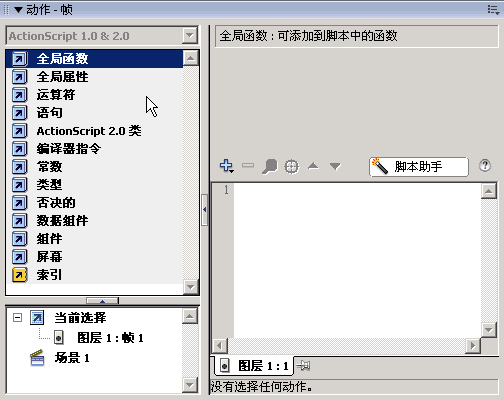 动作 - 帧
ActionScript 1.0 & 2.0
全局函数
全局属性
运算符
语句
ActionScript 2.0 类
编译器指令
常数
类型
否决的
数据组件
组件
屏幕
索引
当前选择
图层 1 : 帧 1
场景 1
全局函数 : 可添加到脚本中的函数
脚本助手
1
图层 1 : 1
没有选择任何动作。